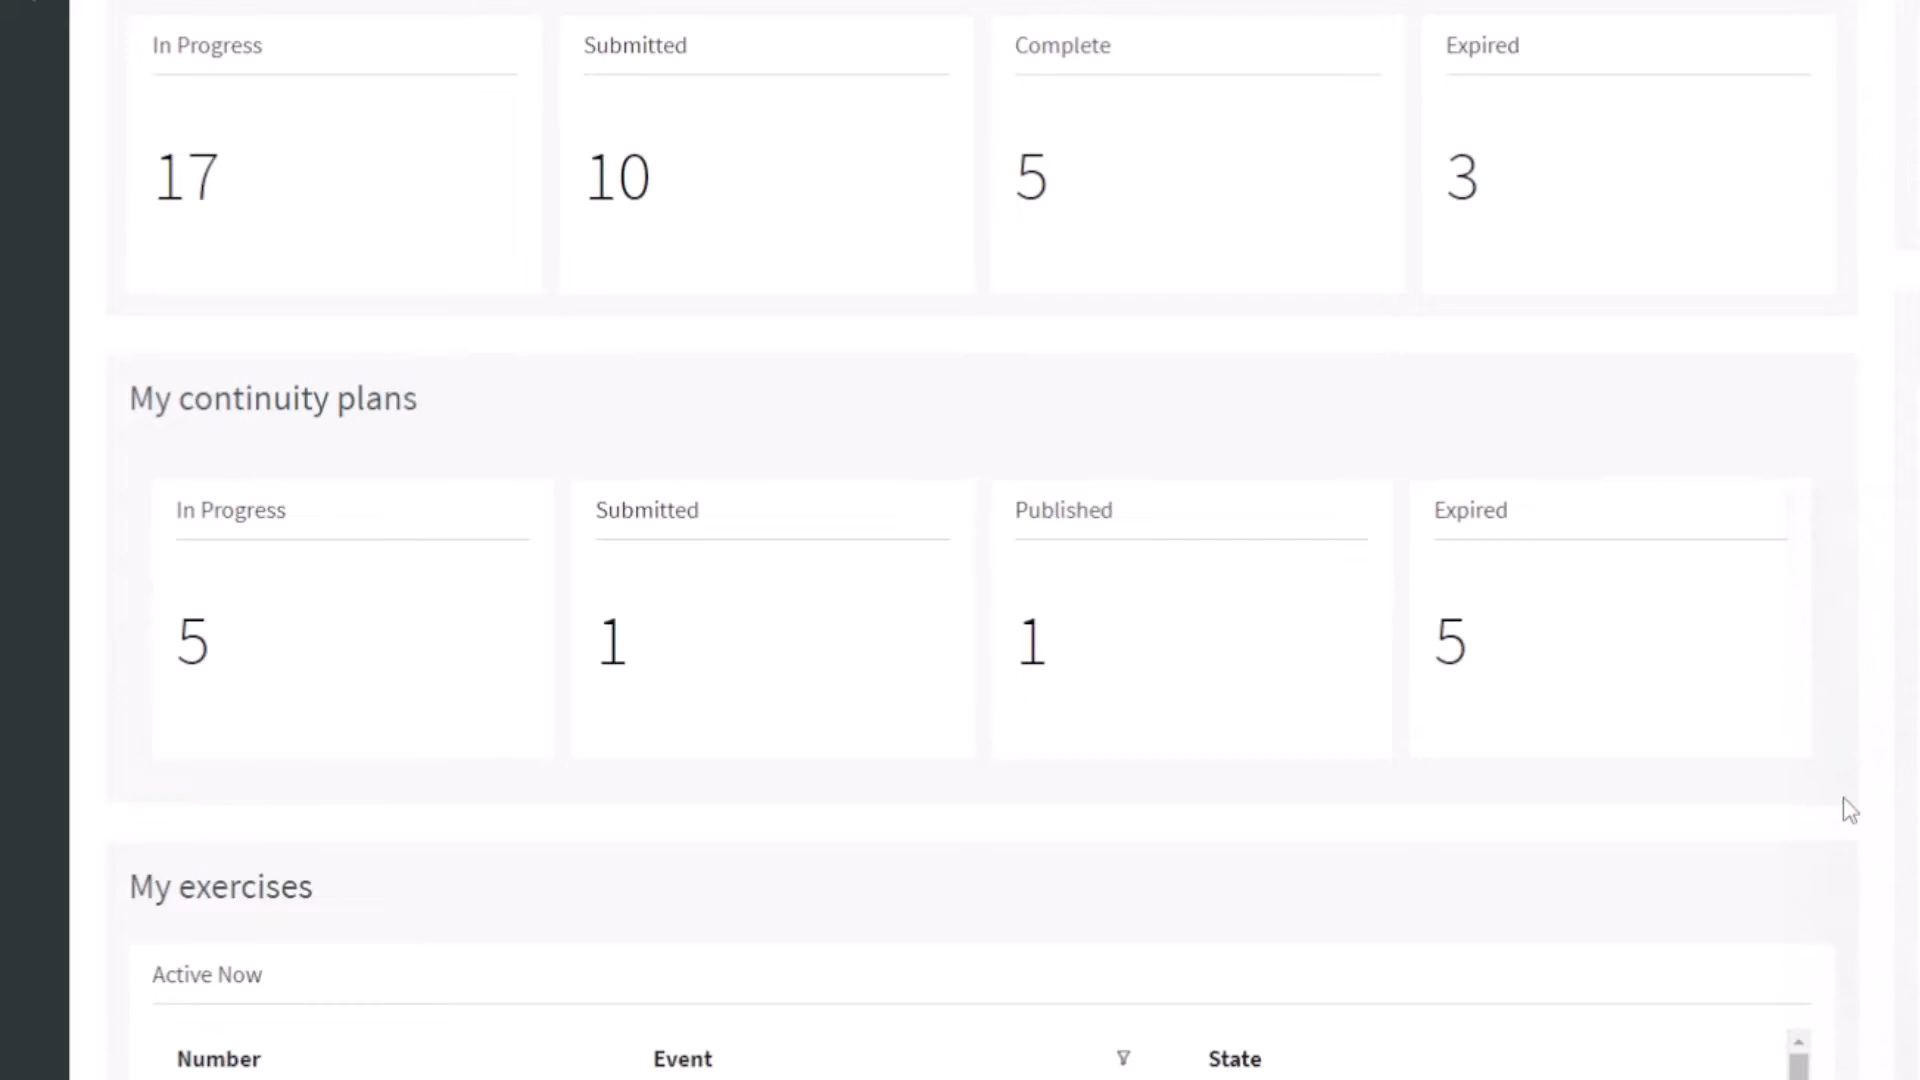 In Progress Submitted Complete Expired
17 10 5 3
My continuity plans
In Progress Submitted Published Expired
5 1 1 5
My exercises
Active Now
Number Event State